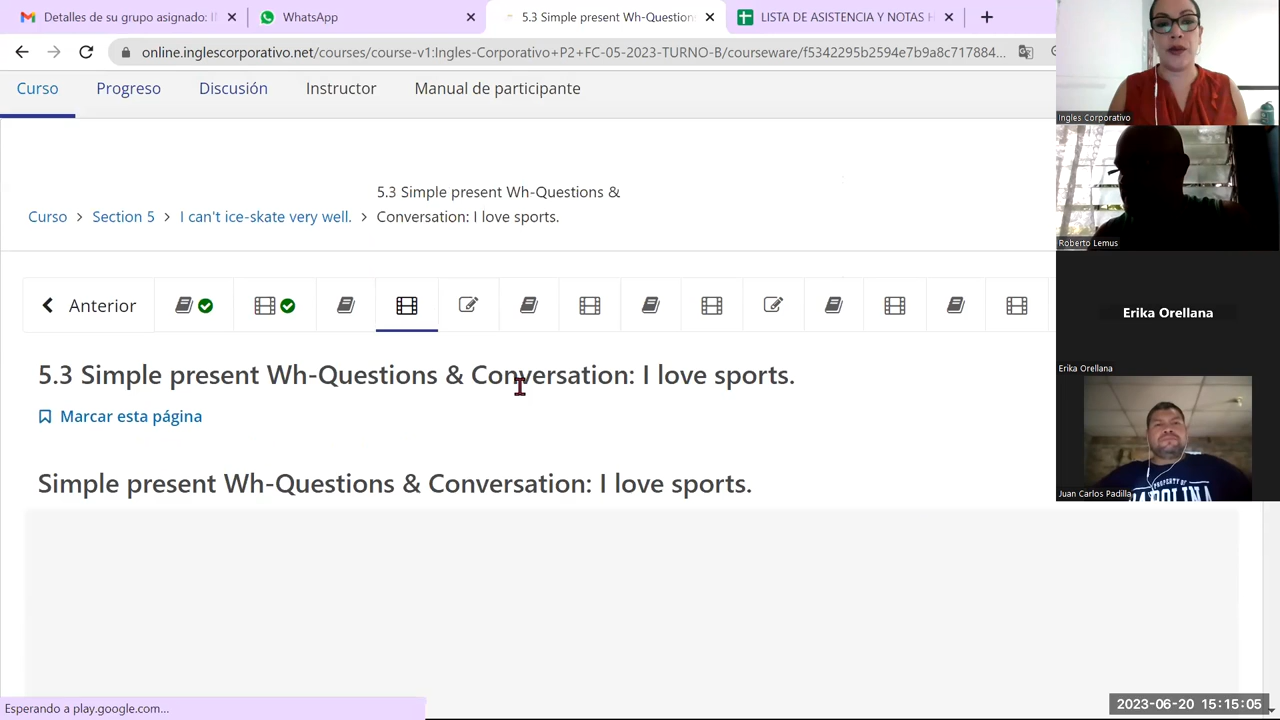 Detalles de su grupo asignado: I
WhatsApp
5.3 Simple present Wh-Questions
LISTA DE ASISTENCIA Y NOTAS
online.inglescorporativo.net/courses/course-v1:Ingles-Corporativo+P2+FC-05-2023-TURNO-B/courseware/f5342295b2594e7b9a8c717884...
Curso
Progreso
Discusión
Instructor
Manual de participante
Curso > Section 5 > I can't ice-skate very well. > 5.3 Simple present Wh-Questions &
Conversation: I love sports.
Anterior
5.3 Simple present Wh-Questions & Conversation: I love sports.
Marcar esta página
Simple present Wh-Questions & Conversation: I love sports.
Esperando a play.google.com...
Ingles Corporativo
Roberto Lemus
Erika Orellana
Erika Orellana
PROPERTY OF
Juan Carlos Padilla
2023-06-20 15:15:05